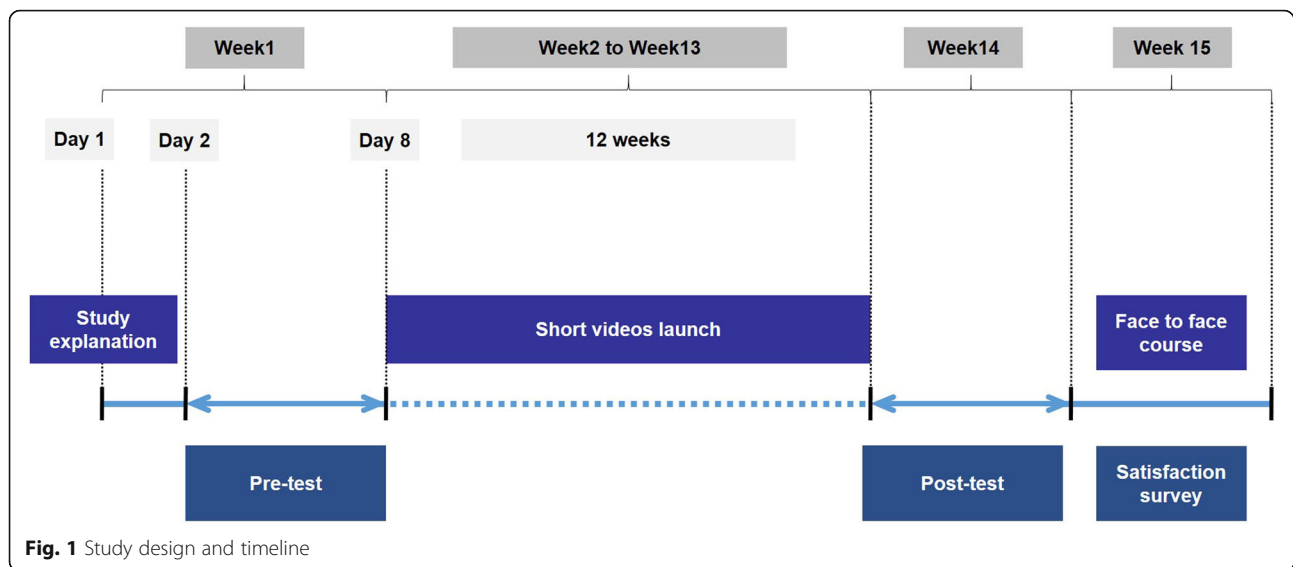 Week1
Week2 to Week13
Week14
Week 15
Day 1
Day 2
Day 8
12 weeks
Study
explanation
Short videos launch
Face to face
course
Pre-test
Post-test
Satisfaction
survey
Fig. 1 Study design and timeline